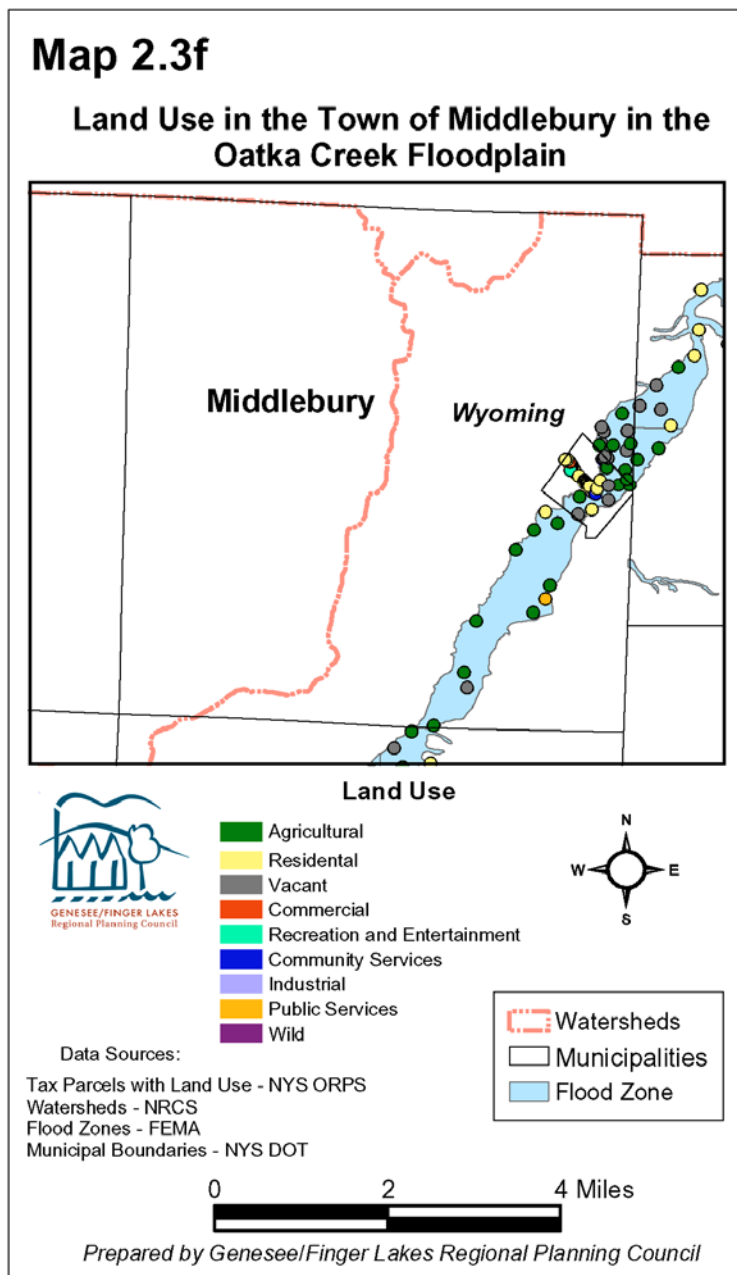 Map 2.3f
Land Use in the Town of Middlebury in the
Oatka Creek Floodplain
Middlebury
Wyoming
Land Use
Agricultural
Residental
Vacant
Commercial
Recreation and Entertainment
Community Services
Industrial
Public Services
Wild
GENESEE/FINGER LAKES
Regional Planning Council
N
W
E
S
Watersheds
Municipalities
Flood Zone
Data Sources:
Tax Parcels with Land Use - NYS ORPS
Watersheds - NRCS
Flood Zones - FEMA
Municipal Boundaries - NYS DOT
0 2 4 Miles
Prepared by Genesee/Finger Lakes Regional Planning Council